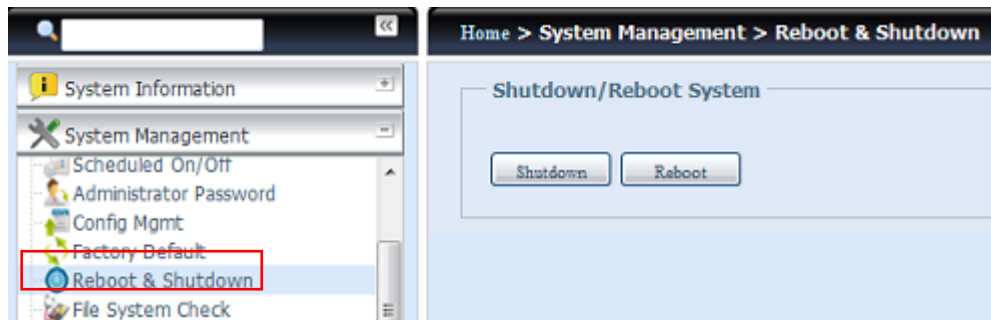 Home > System Management > Reboot & Shutdown
System Information
System Management
Scheduled On/Off
Administrator Password
Config Mgmt
Factory Default
Reboot & Shutdown
File System Check
Shutdown/Reboot System
Shutdown Reboot